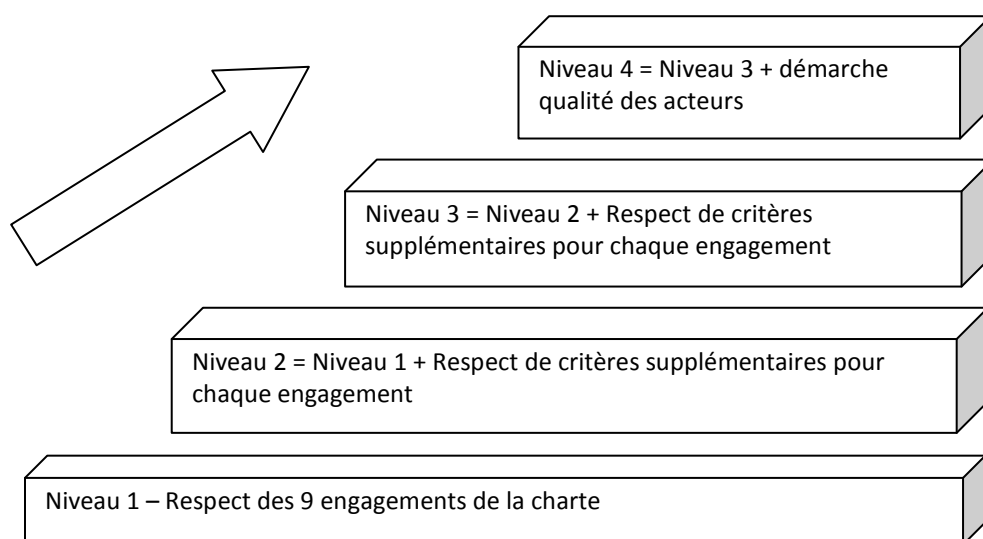 Niveau 4 = Niveau 3 + démarche
qualité des acteurs
Niveau 3 = Niveau 2 + Respect de critères
supplémentaires pour chaque engagement
Niveau 2 = Niveau 1 + Respect de critères supplémentaires pour
chaque engagement
Niveau 1 – Respect des 9 engagements de la charte